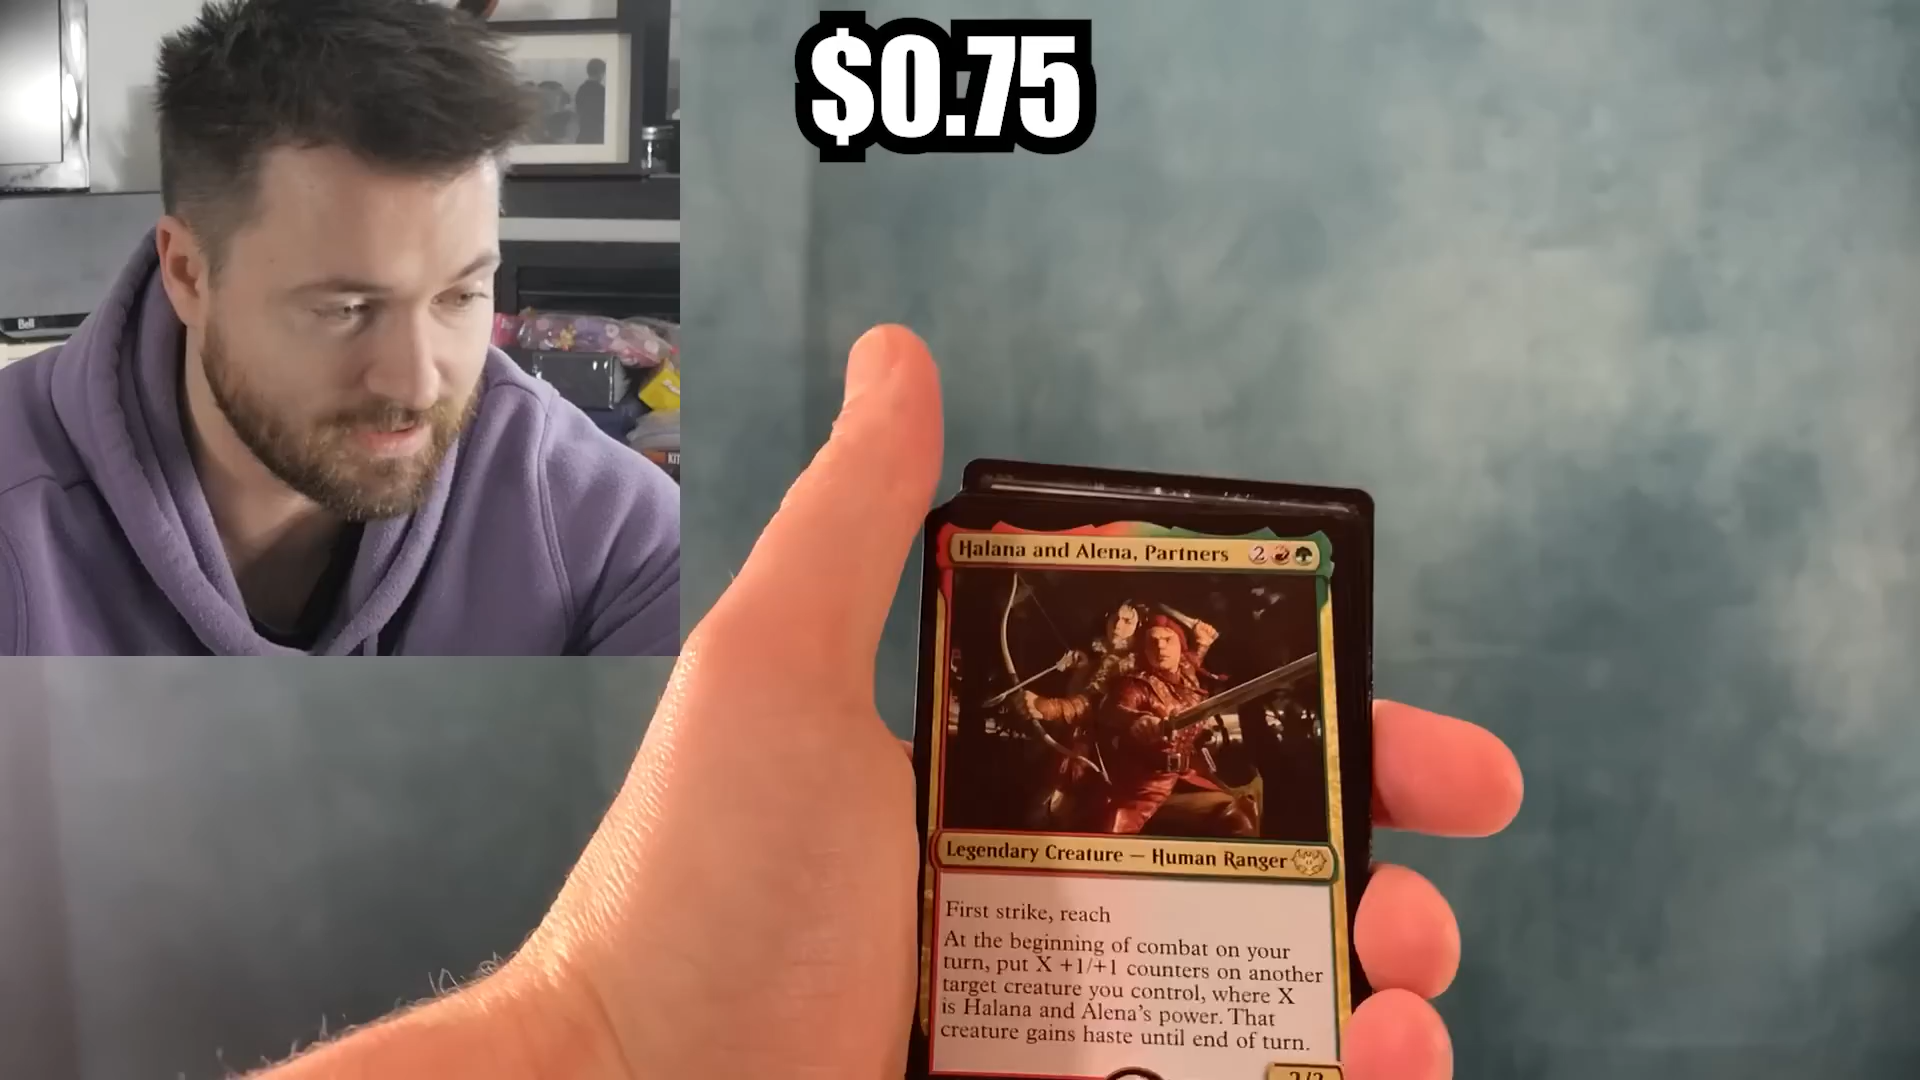 $0.75
Bell
Halana and Alena, Partners 2
Legendary Creature — Human Ranger
First strike, reach
At the beginning of combat on your
turn, put X +1/+1 counters on another
target creature you control, where X
is Halana and Alena's power. That
creature gains haste until end of turn.